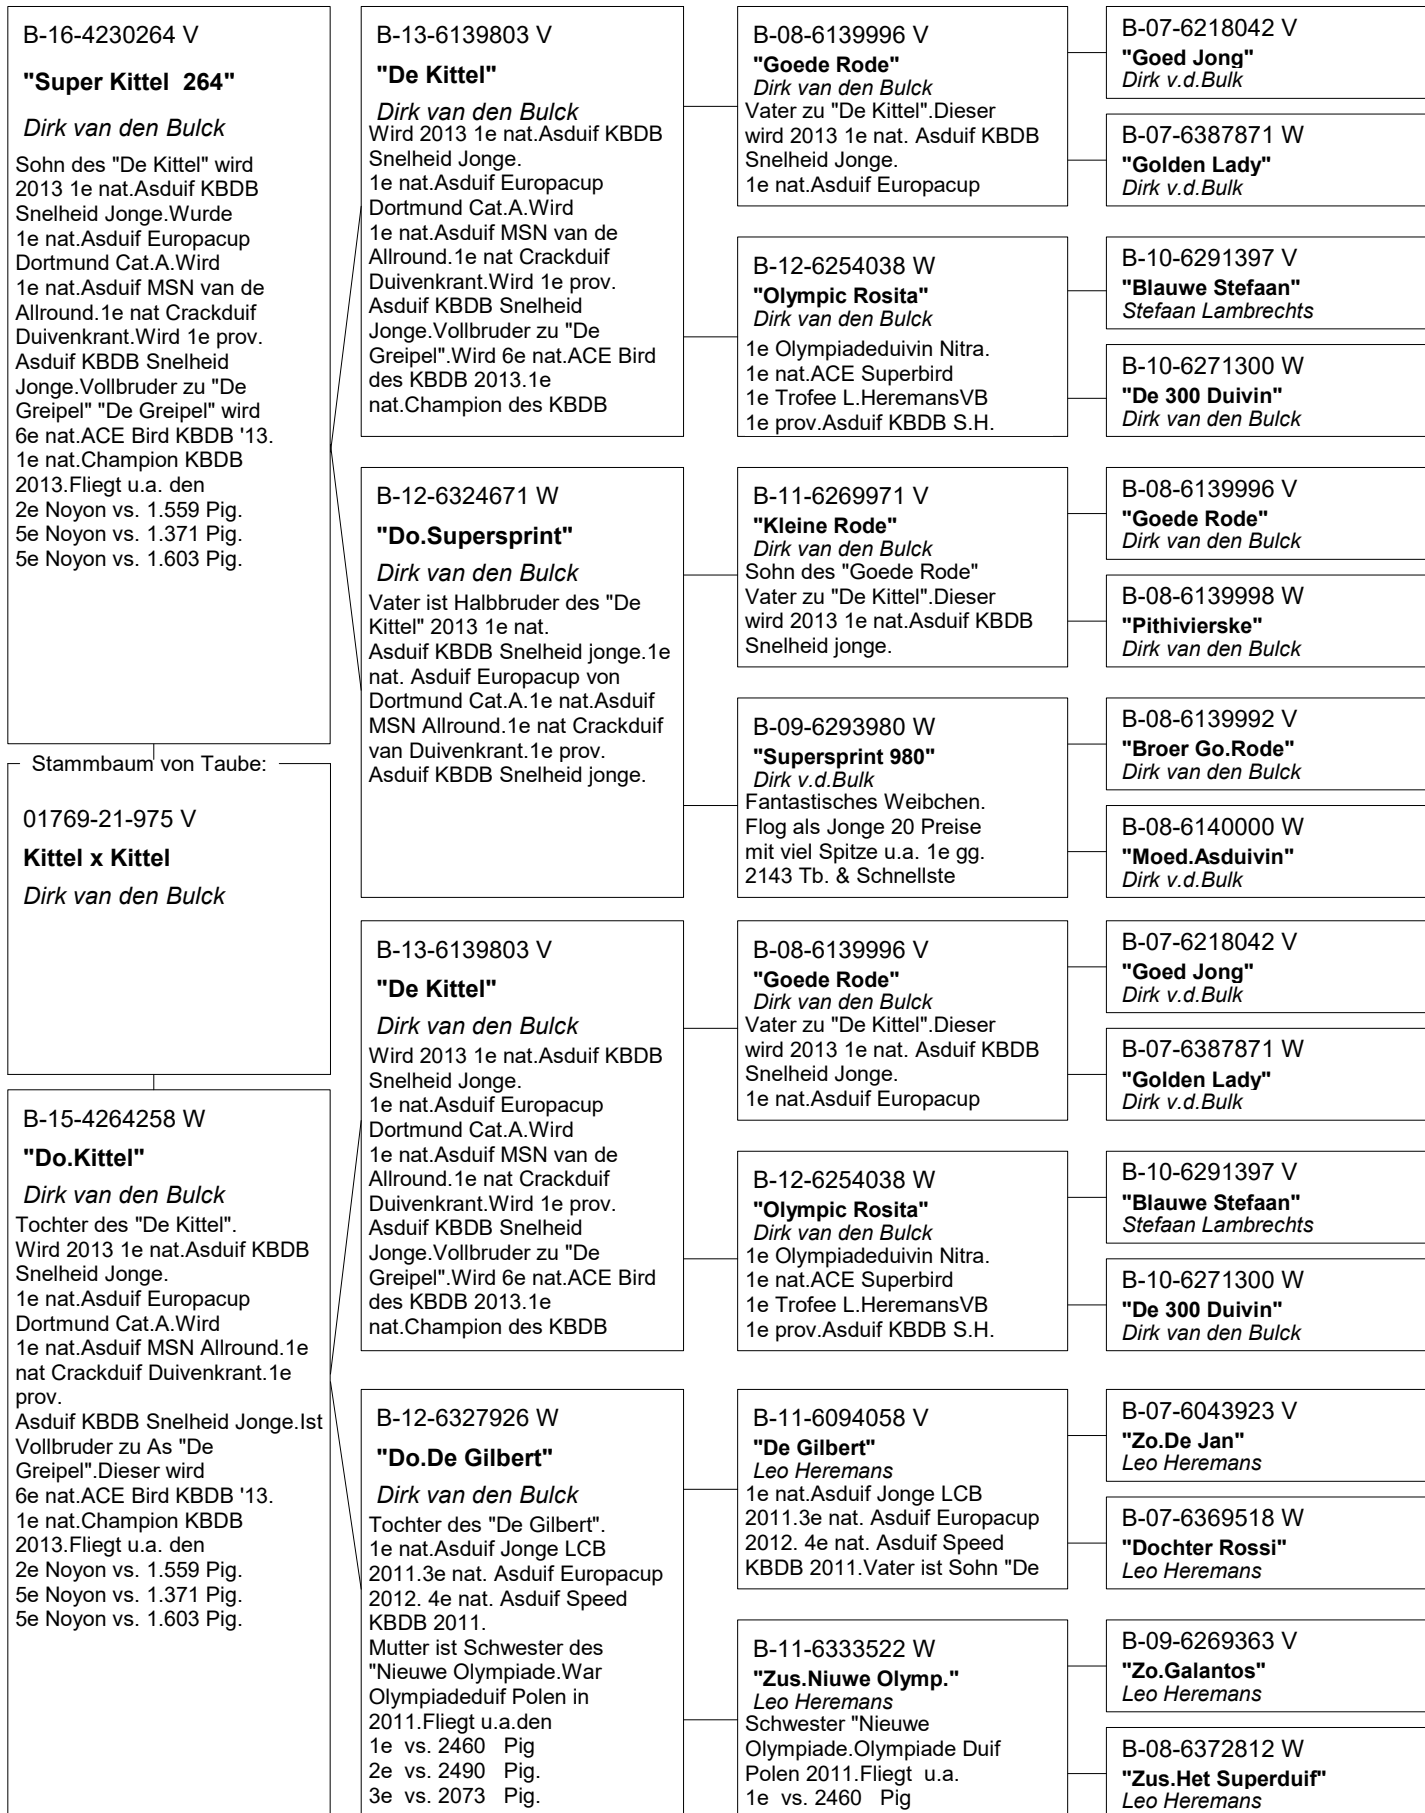 B-16-4230264 V
"Super Kittel  264"
Dirk van den Bulck
Sohn des "De Kittel" wird
2013 1e nat.Asduif KBDB
Snelheid Jonge.Wurde
1e nat.Asduif Europacup
Dortmund Cat.A.Wird
1e nat.Asduif MSN van de
Allround.1e nat Crackduif
Duivenkrant.Wird 1e prov.
Asduif KBDB Snelheid
Jonge.Vollbruder zu "De
Greipel" "De Greipel" wird
6e nat.ACE Bird KBDB '13.
1e nat.Champion KBDB
2013.Fliegt u.a. den
2e Noyon vs. 1.559 Pig.
5e Noyon vs. 1.371 Pig.
5e Noyon vs. 1.603 Pig.
Stammbaum von Taube:
01769-21-975 V
Kittel x Kittel
Dirk van den Bulck
B-15-4264258 W
"Do.Kittel"
Dirk van den Bulck
Tochter des "De Kittel".
Wird 2013 1e nat.Asduif KBDB
Snelheid Jonge.
1e nat.Asduif Europacup
Dortmund Cat.A.Wird
1e nat.Asduif MSN Allround.1e
nat Crackduif Duivenkrant.1e
prov.
Asduif KBDB Snelheid Jonge.Ist
Vollbruder zu As "De
Greipel".Dieser wird
6e nat.ACE Bird KBDB '13.
1e nat.Champion KBDB
2013.Fliegt u.a. den
2e Noyon vs. 1.559 Pig.
5e Noyon vs. 1.371 Pig.
5e Noyon vs. 1.603 Pig.
B-13-6139803 V
"De Kittel"
Dirk van den Bulck
Wird 2013 1e nat.Asduif KBDB
Snelheid Jonge.
1e nat.Asduif Europacup
Dortmund Cat.A.Wird
1e nat.Asduif MSN van de
Allround.1e nat Crackduif
Duivenkrant.Wird 1e prov.
Asduif KBDB Snelheid
Jonge.Vollbruder zu "De
Greipel".Wird 6e nat.ACE Bird
des KBDB 2013.1e
nat.Champion des KBDB
B-12-6324671 W
"Do.Supersprint"
Dirk van den Bulck
Vater ist Halbbruder des "De
Kittel" 2013 1e nat.
Asduif KBDB Snelheid jonge.1e
nat. Asduif Europacup von
Dortmund Cat.A.1e nat.Asduif
MSN Allround.1e nat Crackduif
van Duivenkrant.1e prov.
Asduif KBDB Snelheid jonge.
B-13-6139803 V
"De Kittel"
Dirk van den Bulck
Wird 2013 1e nat.Asduif KBDB
Snelheid Jonge.
1e nat.Asduif Europacup
Dortmund Cat.A.Wird
1e nat.Asduif MSN van de
Allround.1e nat Crackduif
Duivenkrant.Wird 1e prov.
Asduif KBDB Snelheid
Jonge.Vollbruder zu "De
Greipel".Wird 6e nat.ACE Bird
des KBDB 2013.1e
nat.Champion des KBDB
B-12-6327926 W
"Do.De Gilbert"
Dirk van den Bulck
Tochter des "De Gilbert".
1e nat.Asduif Jonge LCB
2011.3e nat. Asduif Europacup
2012. 4e nat. Asduif Speed
KBDB 2011.
Mutter ist Schwester des
"Nieuwe Olympiade.War
Olympiadeduif Polen in
2011.Fliegt u.a.den
1e  vs. 2460   Pig
2e  vs. 2490   Pig.
3e  vs. 2073   Pig.
B-08-6139996 V
"Goede Rode"
Dirk van den Bulck
Vater zu "De Kittel".Dieser
wird 2013 1e nat. Asduif KBDB
Snelheid Jonge.
1e nat.Asduif Europacup
B-12-6254038 W
"Olympic Rosita"
Dirk van den Bulck
1e Olympiadeduivin Nitra.
1e nat.ACE Superbird
1e Trofee L.HeremansVB
1e prov.Asduif KBDB S.H.
B-11-6269971 V
"Kleine Rode"
Dirk van den Bulck
Sohn des "Goede Rode"
Vater zu "De Kittel".Dieser
wird 2013 1e nat.Asduif KBDB
Snelheid jonge.
B-09-6293980 W
"Supersprint 980"
Dirk v.d.Bulk
Fantastisches Weibchen.
Flog als Jonge 20 Preise
mit viel Spitze u.a. 1e gg.
2143 Tb. & Schnellste
B-08-6139996 V
"Goede Rode"
Dirk van den Bulck
Vater zu "De Kittel".Dieser
wird 2013 1e nat. Asduif KBDB
Snelheid Jonge.
1e nat.Asduif Europacup
B-12-6254038 W
"Olympic Rosita"
Dirk van den Bulck
1e Olympiadeduivin Nitra.
1e nat.ACE Superbird
1e Trofee L.HeremansVB
1e prov.Asduif KBDB S.H.
B-11-6094058 V
"De Gilbert"
Leo Heremans
1e nat.Asduif Jonge LCB
2011.3e nat. Asduif Europacup
2012. 4e nat. Asduif Speed
KBDB 2011.Vater ist Sohn "De
B-11-6333522 W
"Zus.Niuwe Olymp."
Leo Heremans
Schwester "Nieuwe
Olympiade.Olympiade Duif
Polen 2011.Fliegt  u.a.
1e  vs. 2460   Pig
B-07-6218042 V
"Goed Jong"
Dirk v.d.Bulk
B-07-6387871 W
"Golden Lady"
Dirk v.d.Bulk
B-10-6291397 V
"Blauwe Stefaan"
Stefaan Lambrechts
B-10-6271300 W
"De 300 Duivin"
Dirk van den Bulck
B-08-6139996 V
"Goede Rode"
Dirk van den Bulck
B-08-6139998 W
"Pithivierske"
Dirk van den Bulck
B-08-6139992 V
"Broer Go.Rode"
Dirk van den Bulck
B-08-6140000 W
"Moed.Asduivin"
Dirk v.d.Bulk
B-07-6218042 V
"Goed Jong"
Dirk v.d.Bulk
B-07-6387871 W
"Golden Lady"
Dirk v.d.Bulk
B-10-6291397 V
"Blauwe Stefaan"
Stefaan Lambrechts
B-10-6271300 W
"De 300 Duivin"
Dirk van den Bulck
B-07-6043923 V
"Zo.De Jan"
Leo Heremans
B-07-6369518 W
"Dochter Rossi"
Leo Heremans
B-09-6269363 V
"Zo.Galantos"
Leo Heremans
B-08-6372812 W
"Zus.Het Superduif"
Leo Heremans